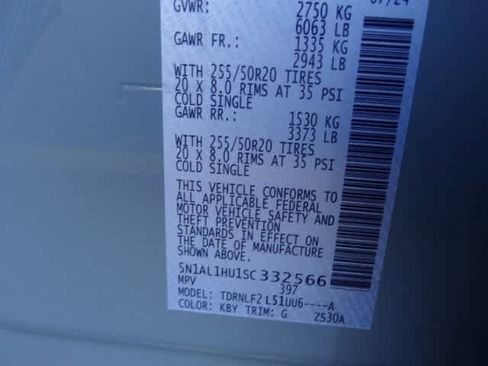 07/24
GVWR: 2750 KG
6063 LB
GAWR FR.: 1335 KG
2943 LB
WITH 255/50R20 TIRES
20 X 8.0 RIMS AT 35 PSI
COLD SINGLE
GAWR RR.: 1530 KG
3373 LB
WITH 255/50R20 TIRES
20 X 8.0 RIMS AT 35 PSI
COLD SINGLE
THIS VEHICLE CONFORMS TO
ALL APPLICABLE FEDERAL
MOTOR VEHICLE SAFETY AND
THEFT PREVENTION
STANDARDS IN EFFECT ON
THE DATE OF MANUFACTURE
5N1AL1HU1SC332566
MPV 397
MODEL: TDRNLF2 L51UU6----A
COLOR: KBY TRIM: G ZS30A